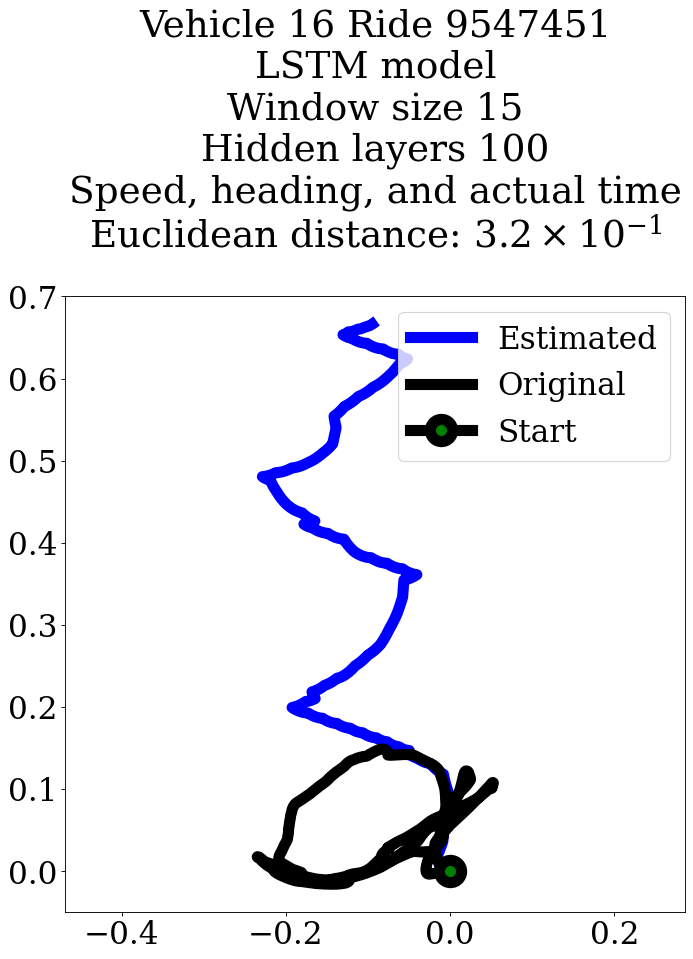 Vehicle 16 Ride 9547451
LSTM model
Window size 15
Hidden layers 100
Speed, heading, and actual time
Euclidean distance: 3.2 × 10⁻¹
0.7
0.6
0.5
0.4
0.3
0.2
0.1
0.0
Estimated
Original
Start
−0.4 −0.2 0.0 0.2